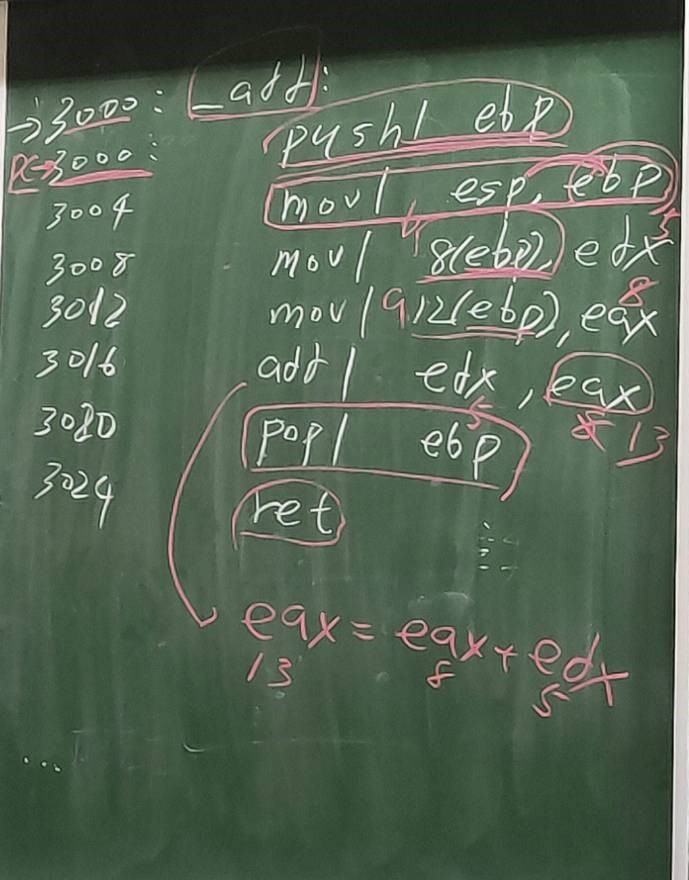 →3000: _add:
PC→3000: pushl ebp
3004 movl esp, ebp
3008 movl 8(ebp), edx 5
3012 movl 12(ebp), eax 8
3016 addl edx, eax
5 8 13
3080 popl ebp
3024 ret
eax = eax + edx
13 8 5
...